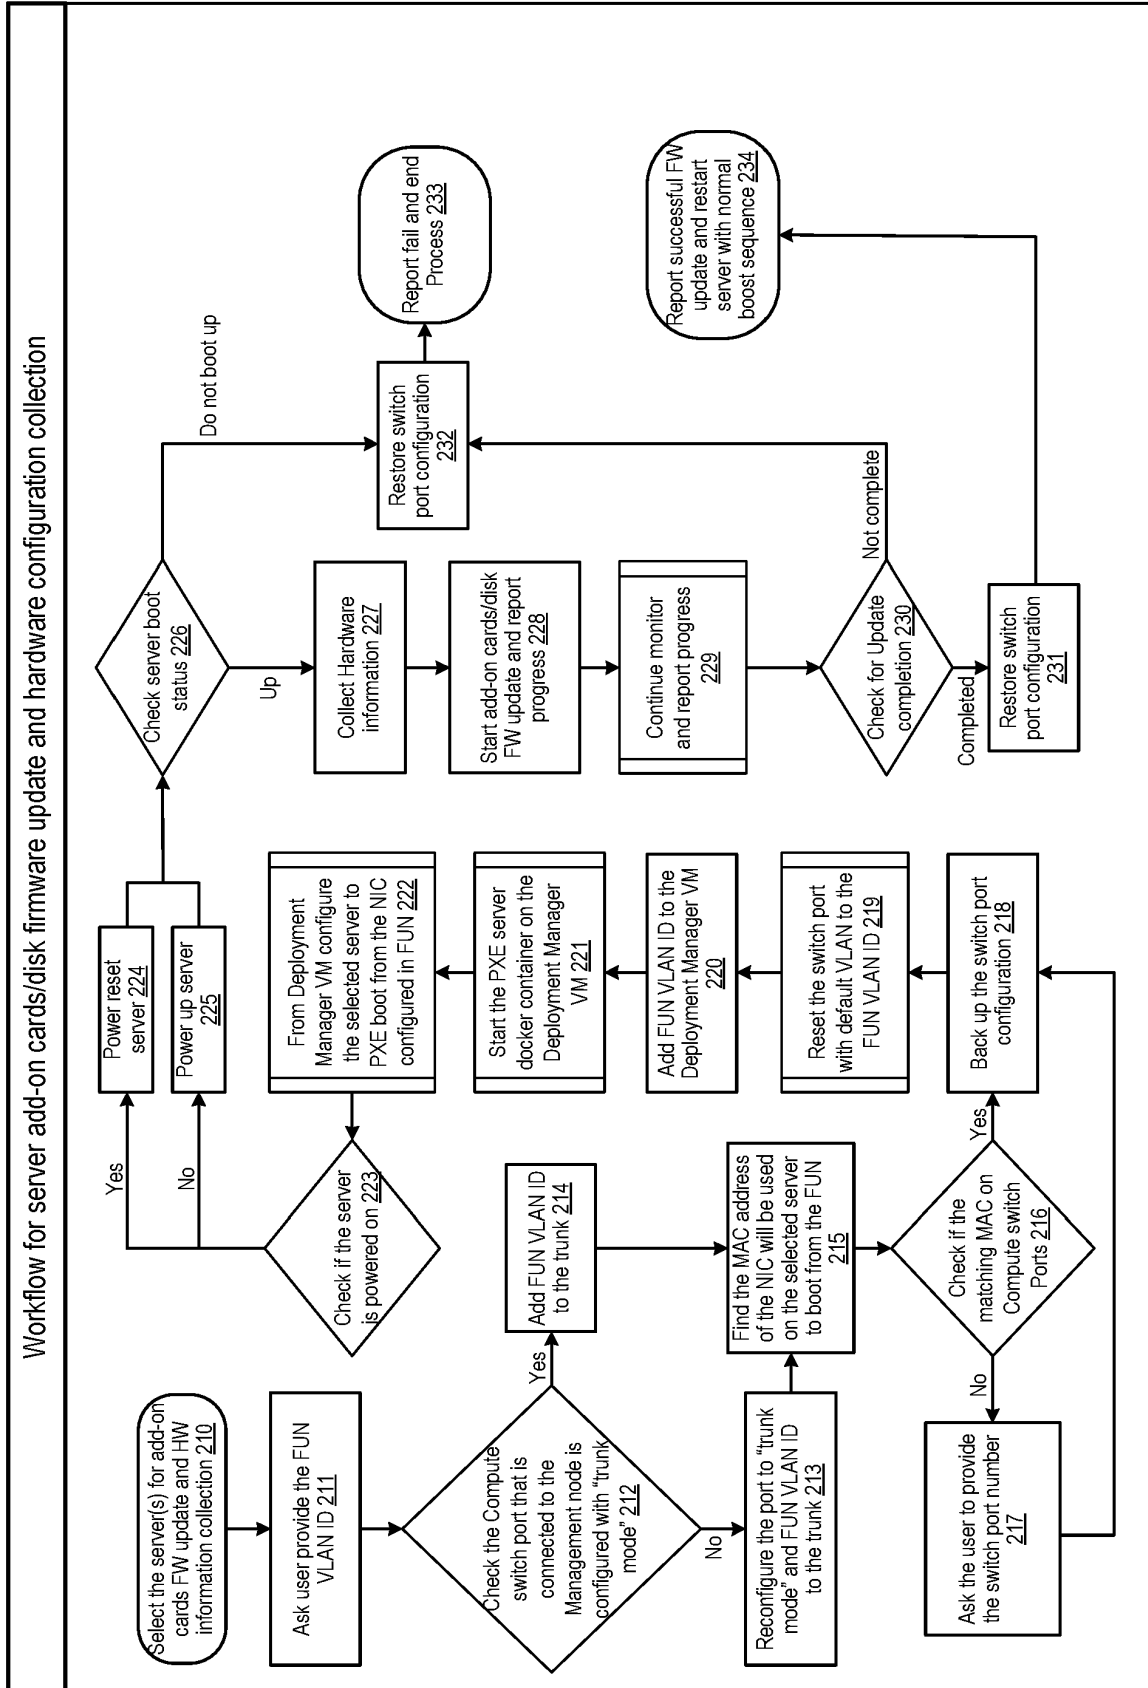 Workflow for server add-on cards/disk firmware update and hardware configuration collection
Select the server(s) for add-on
cards FW update and HW
information collection 210
Ask user provide the FUN
VLAN ID 211
Check the Compute
switch port that is
connected to the
Management node is
configured with “trunk
mode” 212
Yes
No
Reconfigure the port to “trunk
mode” and FUN VLAN ID
to the trunk 213
Add FUN VLAN ID
to the trunk 214
Find the MAC address
of the NIC will be used
on the selected server
to boot from the FUN
215
Check if the
matching MAC on
Compute switch
Ports 216
No
Yes
Ask the user to provide
the switch port number
217
Back up the switch port
configuration 218
Reset the switch port
with default VLAN to the
FUN VLAN ID 219
Add FUN VLAN ID to the
Deployment Manager VM
220
Start the PXE server
docker container on the
Deployment Manager
VM 221
From Deployment
Manager VM configure
the selected server to
PXE boot from the NIC
configured in FUN 222
Check if the server
is powered on 223
Yes
No
Power reset
server 224
Power up server
225
Check server boot
status 226
Do not boot up
Up
Collect Hardware
information 227
Start add-on cards/disk
FW update and report
progress 228
Continue monitor
and report progress
229
Check for Update
completion 230
Not complete
Completed
Restore switch
port configuration
231
Restore switch
port configuration
232
Report fail and end
Process 233
Report successful FW
update and restart
server with normal
boost sequence 234